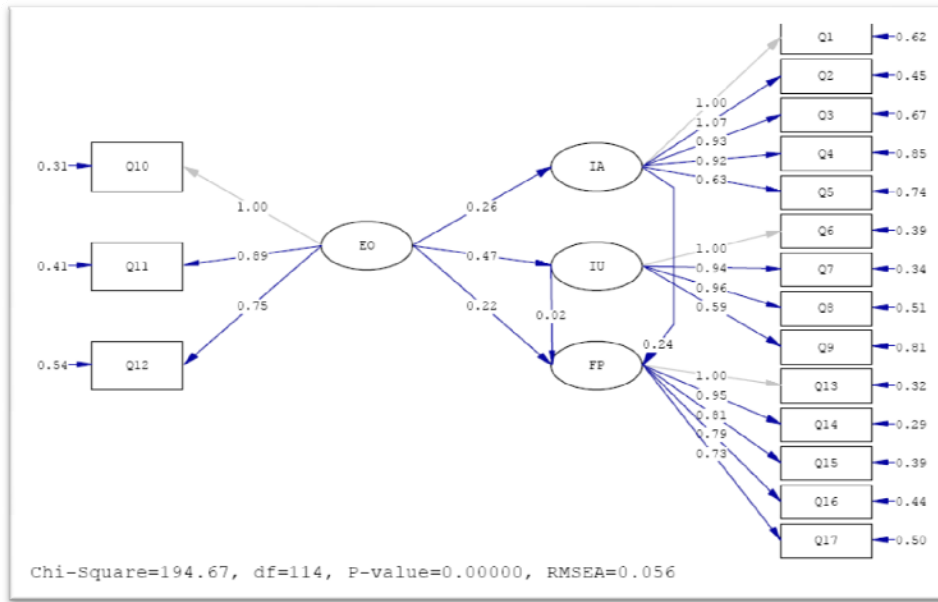 0.31 Q10
0.41 Q11
0.54 Q12
1.00
0.89
0.75
EO
0.26
0.47
0.22
IA
IU
FP
0.02
0.24
1.00
1.07
0.93
0.92
0.63
1.00
0.94
0.96
0.59
1.00
0.95
0.81
0.79
0.73
Q1 0.62
Q2 0.45
Q3 0.67
Q4 0.85
Q5 0.74
Q6 0.39
Q7 0.34
Q8 0.51
Q9 0.81
Q13 0.32
Q14 0.29
Q15 0.39
Q16 0.44
Q17 0.50
Chi-Square=194.67, df=114, P-value=0.00000, RMSEA=0.056